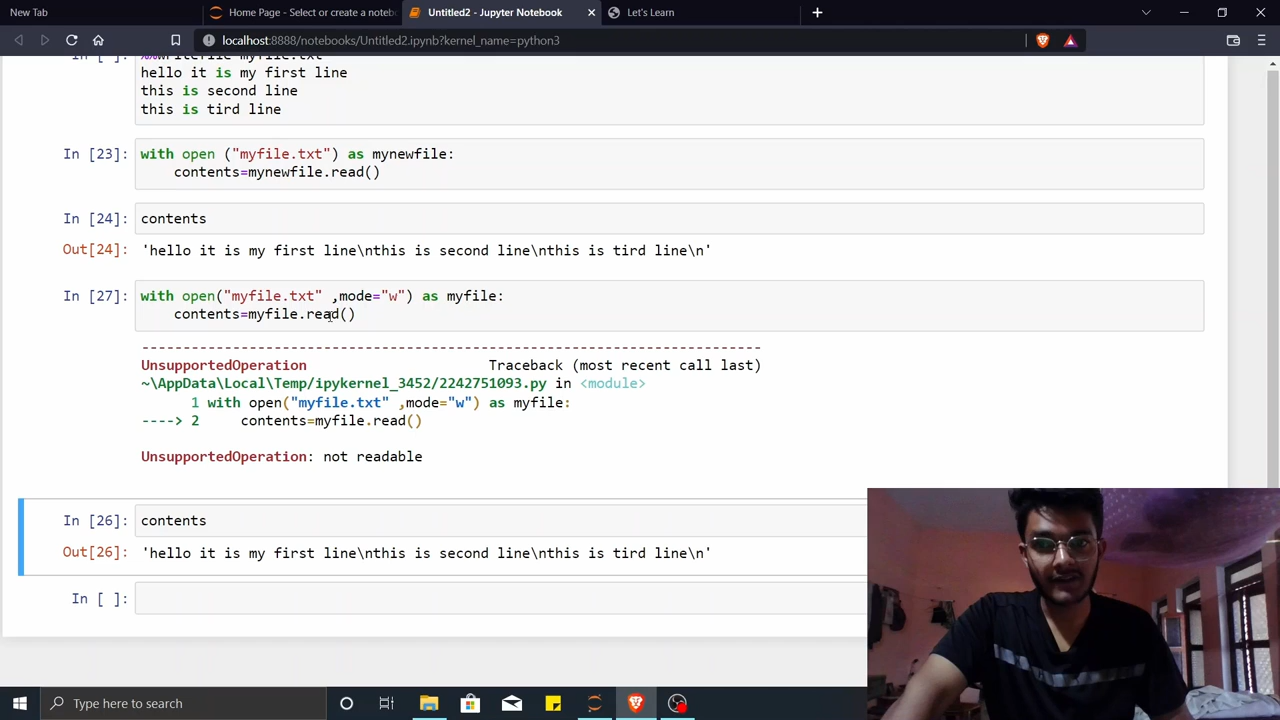 New Tab
Home Page - Select or create a noteb
Untitled2 - Jupyter Notebook
Let's Learn
localhost:8888/notebooks/Untitled2.ipynb?kernel_name=python3
In [ ]: %%writefile myfile.txt
hello it is my first line
this is second line
this is tird line
In [23]: with open ("myfile.txt") as mynewfile:
contents=mynewfile.read()
In [24]: contents
Out[24]: 'hello it is my first line\nthis is second line\nthis is tird line\n'
In [27]: with open("myfile.txt" ,mode="w") as myfile:
contents=myfile.read()
---------------------------------------------------------------------------
UnsupportedOperation Traceback (most recent call last)
~\AppData\Local\Temp/ipykernel_3452/2242751093.py in <module>
1 with open("myfile.txt" ,mode="w") as myfile:
----> 2 contents=myfile.read()
UnsupportedOperation: not readable
In [26]: contents
Out[26]: 'hello it is my first line\nthis is second line\nthis is tird line\n'
In [ ]:
Type here to search